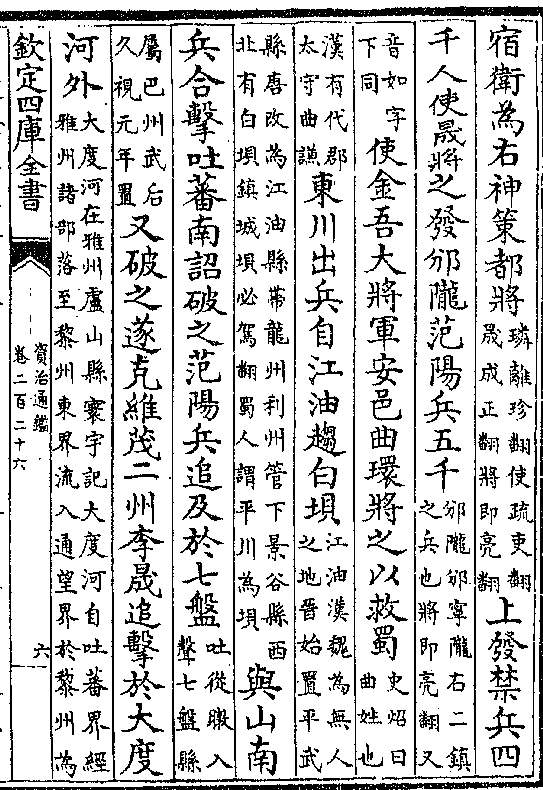 宿衛為右神策都將璘離珍翻使疏吏翻晟成正翻將即亮翻上發禁兵四
千人使晟將之發邠隴范陽兵五千邠隴邠寧隴右二鎮之兵也將即亮翻又
音如字下同使金吾大將軍安邑曲環將之以救蜀史炤曰曲姓也
漢有代郡太守曲謙東川出兵自江油趨白垻江油漢魏為無人之地晉始置平武
縣唐改為江油縣帶龍州利州管下景谷縣西北有白垻鎮城垻必駕翻蜀人謂平川為垻與山南
兵合擊吐蕃南詔破之范陽兵追及於七盤吐從暾入聲七盤縣
屬巴州武后久視元年置又破之遂克維茂二州李晟追擊於大度
河外大度河在雅州盧山縣寰宇記大度河自吐蕃界經雅州諸部落至黎州東界流入通望界於黎州為
欽定四庫全書
資治通鑑
卷二百二十六
六